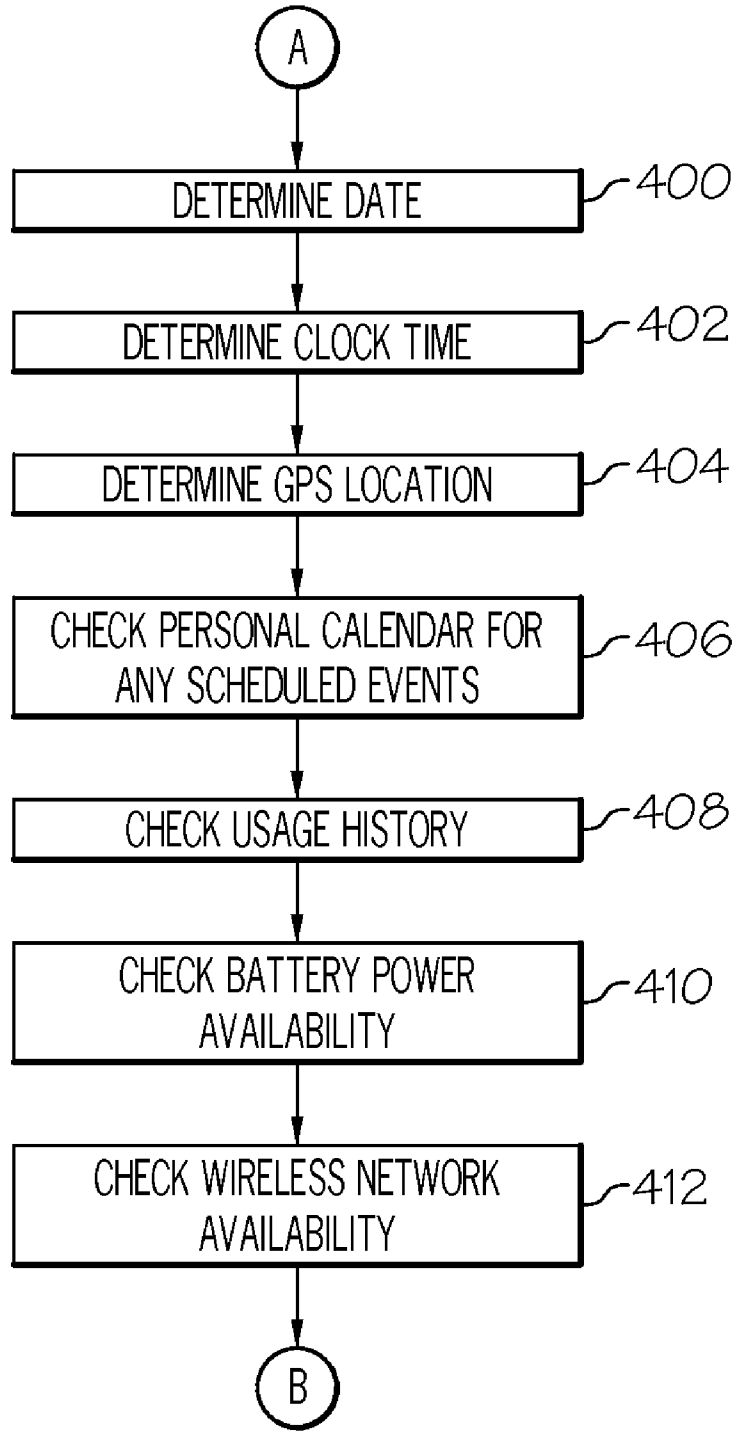 A
DETERMINE DATE
400
DETERMINE CLOCK TIME
402
DETERMINE GPS LOCATION
404
CHECK PERSONAL CALENDAR FOR
ANY SCHEDULED EVENTS
406
CHECK USAGE HISTORY
408
CHECK BATTERY POWER
AVAILABILITY
410
CHECK WIRELESS NETWORK
AVAILABILITY
412
B